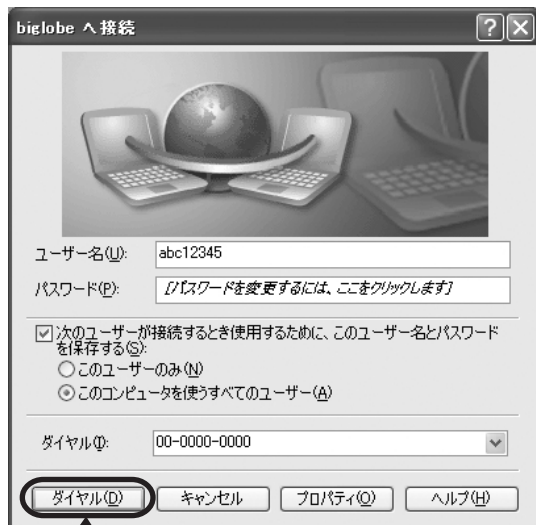 biglobe へ接続
ユーザー名(U): abc12345
パスワード(P): [パスワードを変更するには、ここをクリックします]
次のユーザーが接続するとき使用するために、このユーザー名とパスワード
を保存する(S):
このユーザーのみ(N)
このコンピュータを使うすべてのユーザー(A)
ダイヤル(I): 00-0000-0000
ダイヤル(D) キャンセル プロパティ(O) ヘルプ(H)